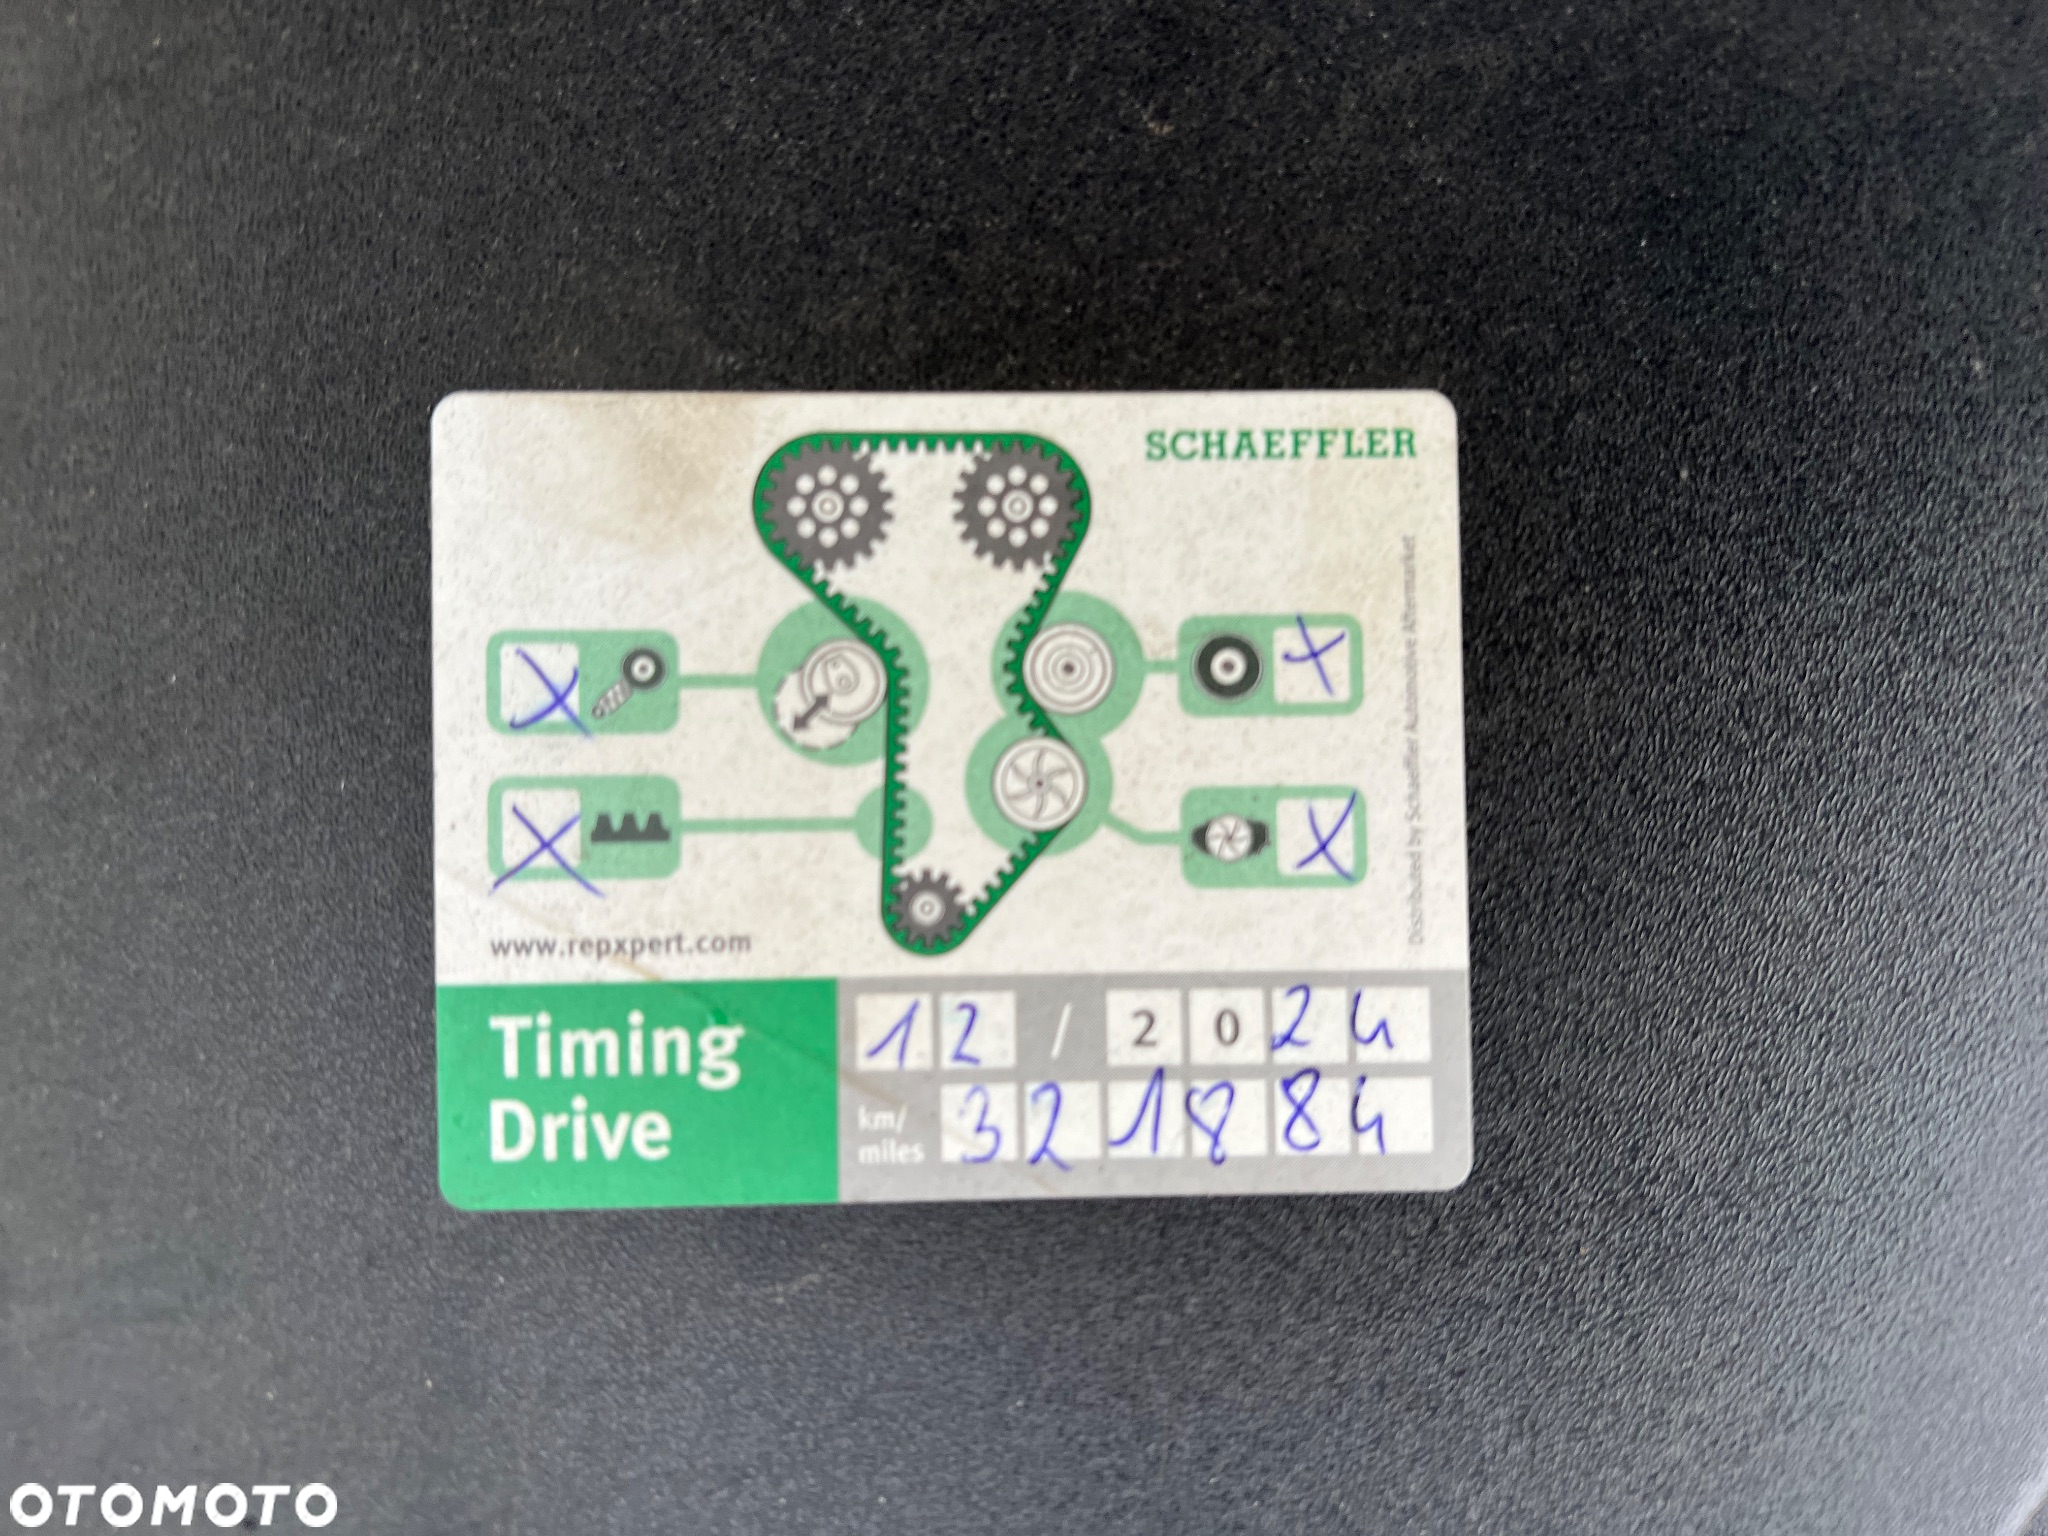 SCHAEFFLER
Distributed by Schaeffler Automotive Aftermarket
www.repxpert.com
Timing
Drive
12 / 2024
km/
miles
321884
OTOMOTO